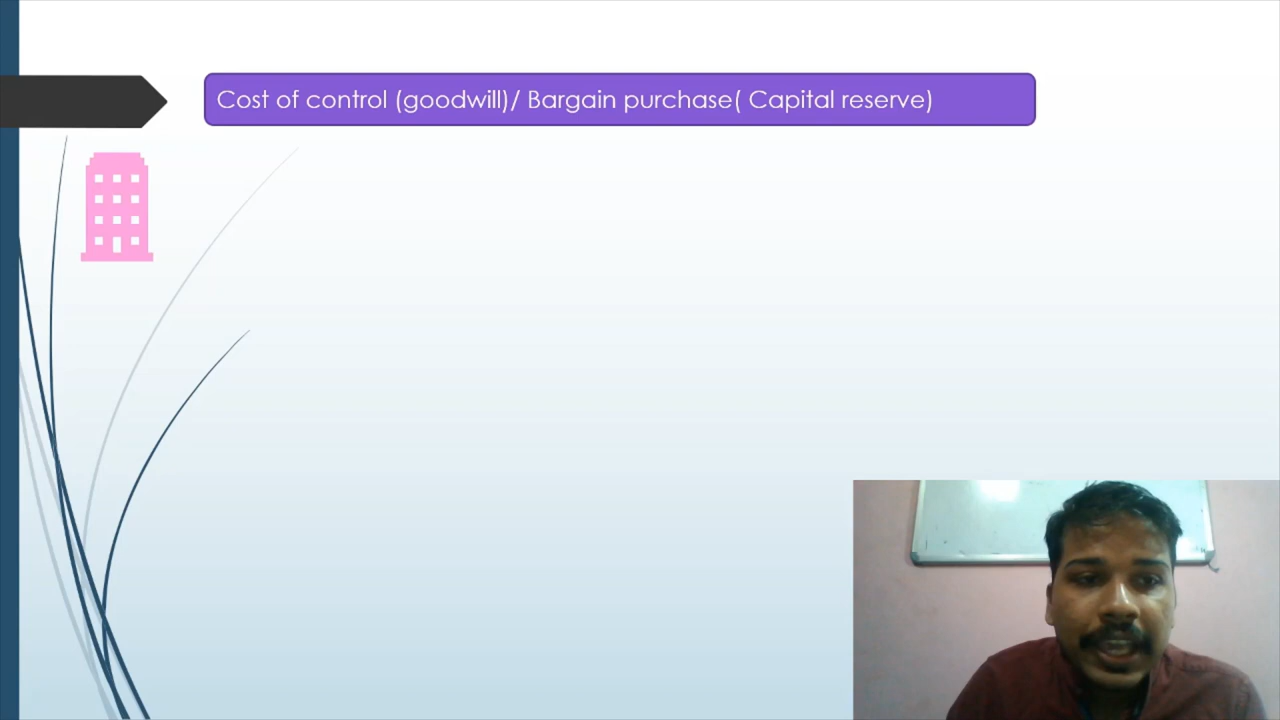 Cost of control (goodwill)/ Bargain purchase( Capital reserve)